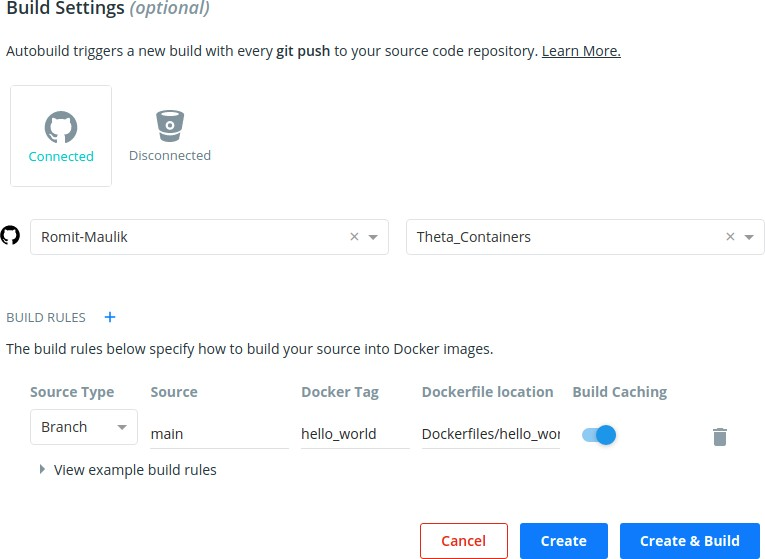 Build Settings (optional)
Autobuild triggers a new build with every git push to your source code repository. Learn More.
Connected
Disconnected
Romit-Maulik
Theta_Containers
BUILD RULES +
The build rules below specify how to build your source into Docker images.
Source Type Source Docker Tag Dockerfile location Build Caching
Branch main hello_world Dockerfiles/hello_wor
View example build rules
Cancel Create Create & Build